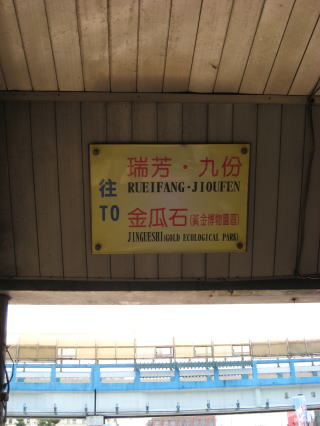 瑞芳・九份
RUEIFANG・JIOUFEN
往
TO
金瓜石(黃金博物園區)
JINGUESHI(GOLD ECOLOGICAL PARK)